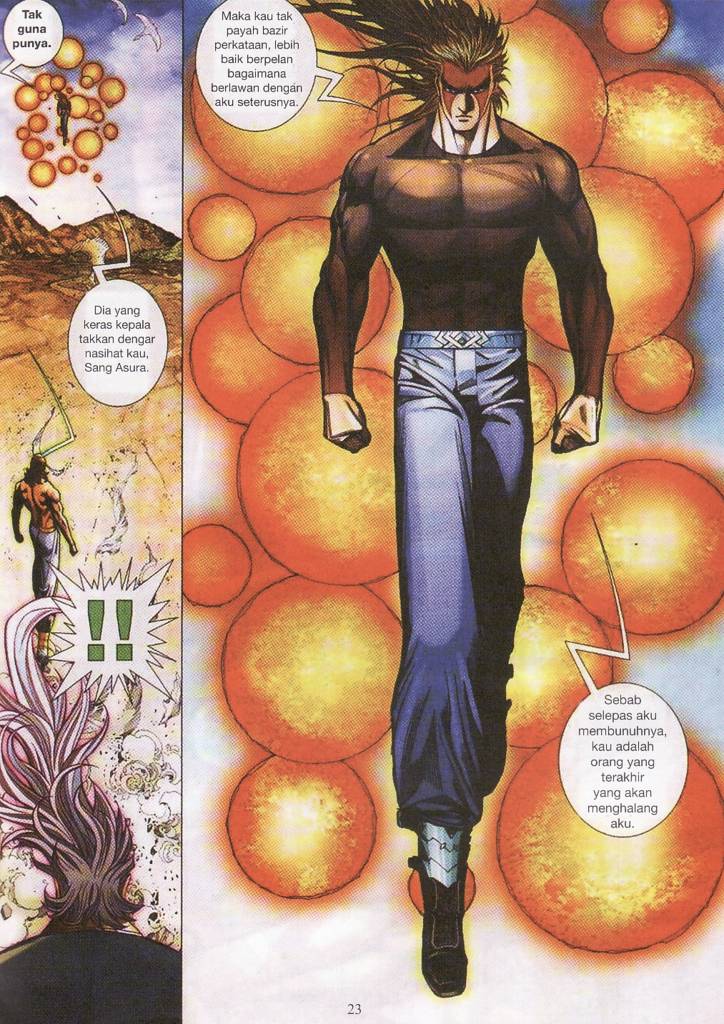 Tak
guna
punya.
Dia yang
keras kepala
takkan dengar
nasihat kau,
Sang Asura.
!!
Maka kau tak
payah bazir
perkataan, lebih
baik berpelan
bagaimana
berlawan dengan
aku seterusnya.
Sebab
selepas aku
membunuhnya,
kau adalah
orang yang
terakhir
yang akan
menghalang
aku.
23